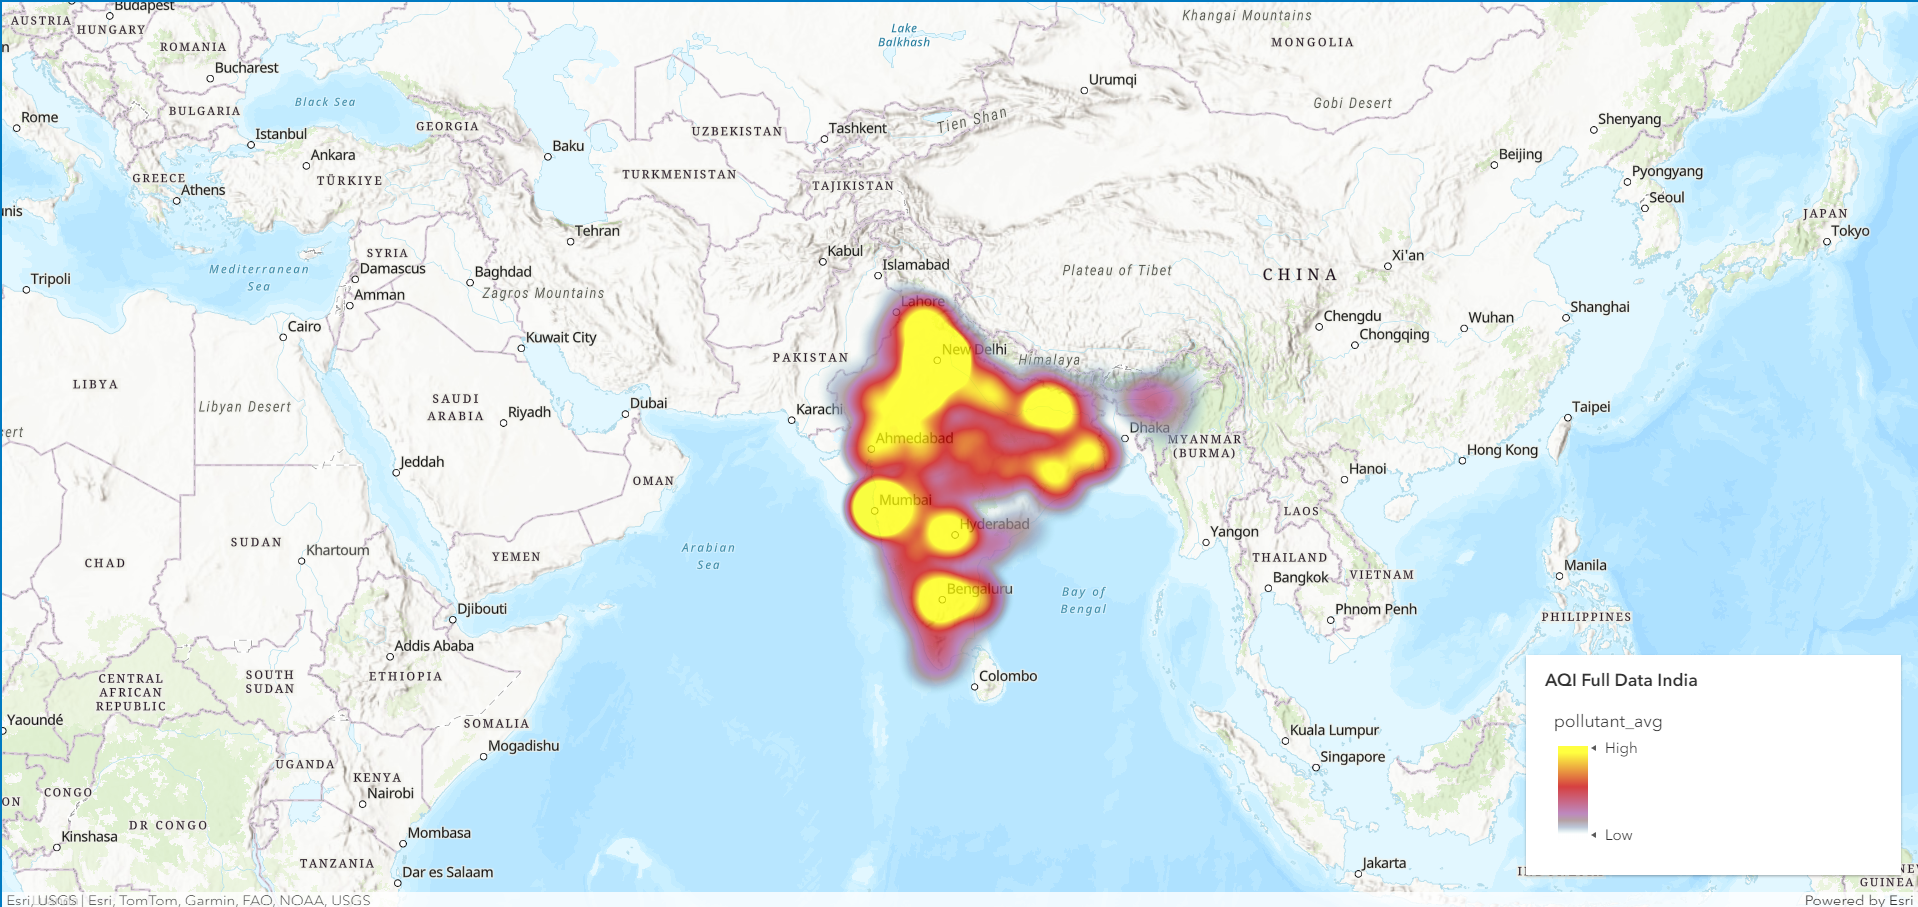 Budapest
AUSTRIA
HUNGARY
ROMANIA
Bucharest
Black Sea
BULGARIA
Rome
Istanbul
GEORGIA
Ankara
GREECE
TÜRKIYE
Athens
Baku
Lake
Balkhash
Khangai Mountains
MONGOLIA
Urumqi
Gobi Desert
Tien Shan
UZBEKISTAN
Tashkent
TURKMENISTAN
TAJIKISTAN
Shenyang
Beijing
Pyongyang
Seoul
JAPAN
Tokyo
Tehran
Kabul
Islamabad
Plateau of Tibet
CHINA
Xi'an
SYRIA
Damascus
Baghdad
Mediterranean
Sea
Tripoli
Amman
Zagros Mountains
Cairo
Kuwait City
Lahore
New Delhi
Himalaya
PAKISTAN
Chengdu
Chongqing
Wuhan
Shanghai
LIBYA
Libyan Desert
SAUDI
ARABIA
Riyadh
Dubai
Karachi
Ahmedabad
Dhaka
MYANMAR
(BURMA)
Taipei
Hong Kong
Hanoi
Jeddah
OMAN
Mumbai
Hyderabad
LAOS
Yangon
THAILAND
Bangkok
VIETNAM
Manila
Phnom Penh
PHILIPPINES
CHAD
SUDAN
Khartoum
YEMEN
Arabian
Sea
Bengaluru
Bay of
Bengal
Djibouti
Addis Ababa
ETHIOPIA
CENTRAL
AFRICAN
REPUBLIC
SOUTH
SUDAN
Colombo
Yaoundé
SOMALIA
Mogadishu
UGANDA
KENYA
Nairobi
CONGO
DR CONGO
Kinshasa
Mombasa
TANZANIA
Dar es Salaam
Kuala Lumpur
Singapore
Jakarta
GUINEA
AQI Full Data India
pollutant_avg
High
Low
Esri, USGS | Esri, TomTom, Garmin, FAO, NOAA, USGS
Powered by Esri